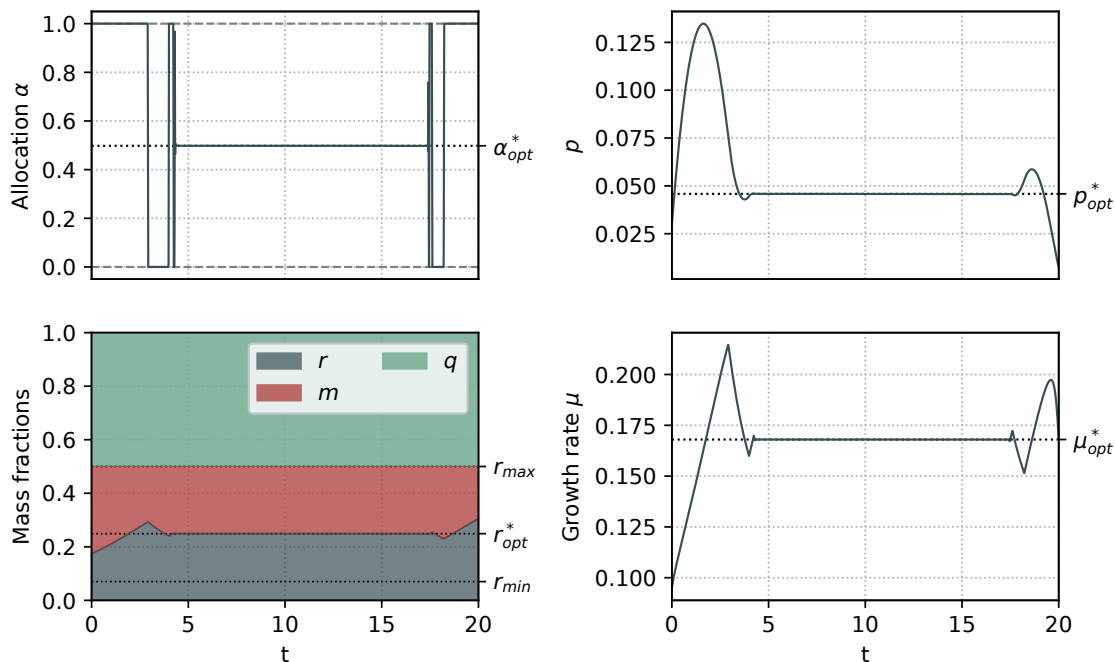 1.0
0.8
0.6
0.4
0.2
0.0
Allocation α
α*opt
0.125
0.100
0.075
0.050
0.025
p
p*opt
1.0
0.8
0.6
0.4
0.2
0.0
Mass fractions
r q
m
rmax
r*opt
rmin
0 5 10 15 20
t
0.200
0.175
0.150
0.125
0.100
Growth rate μ
μ*opt
0 5 10 15 20
t